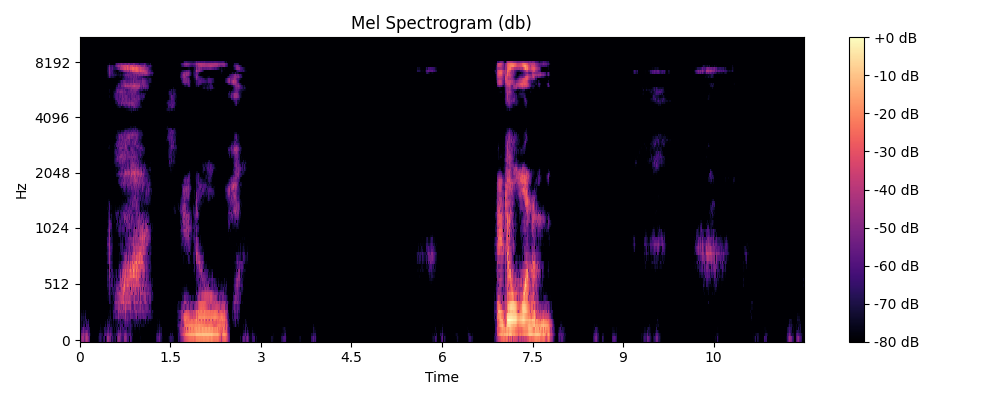 Mel Spectrogram (db)
Hz
8192
4096
2048
1024
512
0
0 1.5 3 4.5 6 7.5 9 10
Time
+0 dB
-10 dB
-20 dB
-30 dB
-40 dB
-50 dB
-60 dB
-70 dB
-80 dB